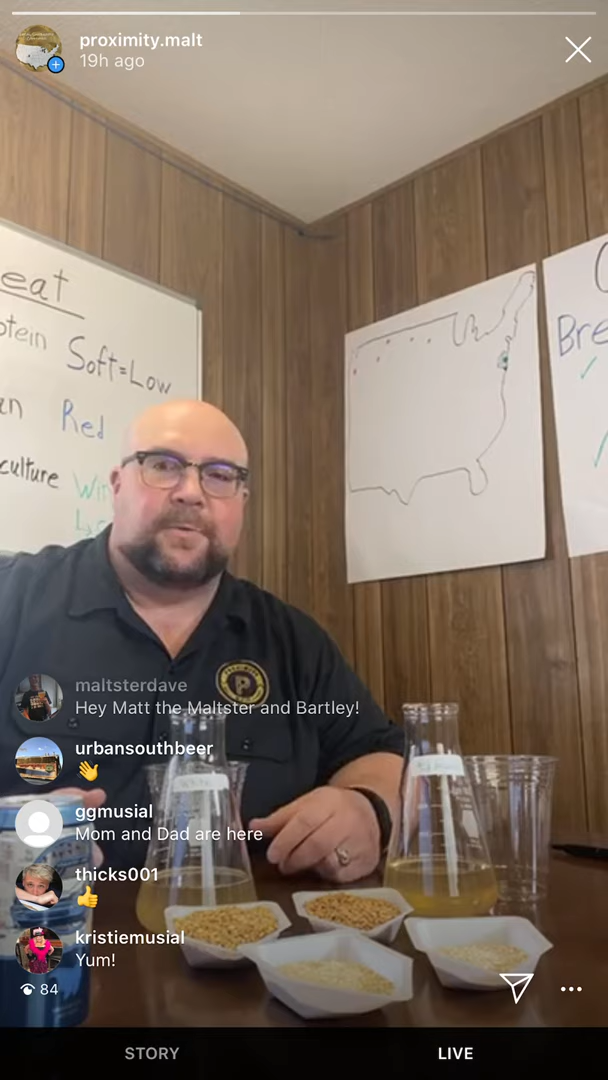 proximity.malt
19h ago
eat
otein Soft=Low
Red
culture
Bre
maltsterdave
Hey Matt the Maltster and Bartley!
urbansouthbeer
👋
ggmusial
Mom and Dad are here
thicks001
👍
kristiemusial
Yum!
84
STORY
LIVE